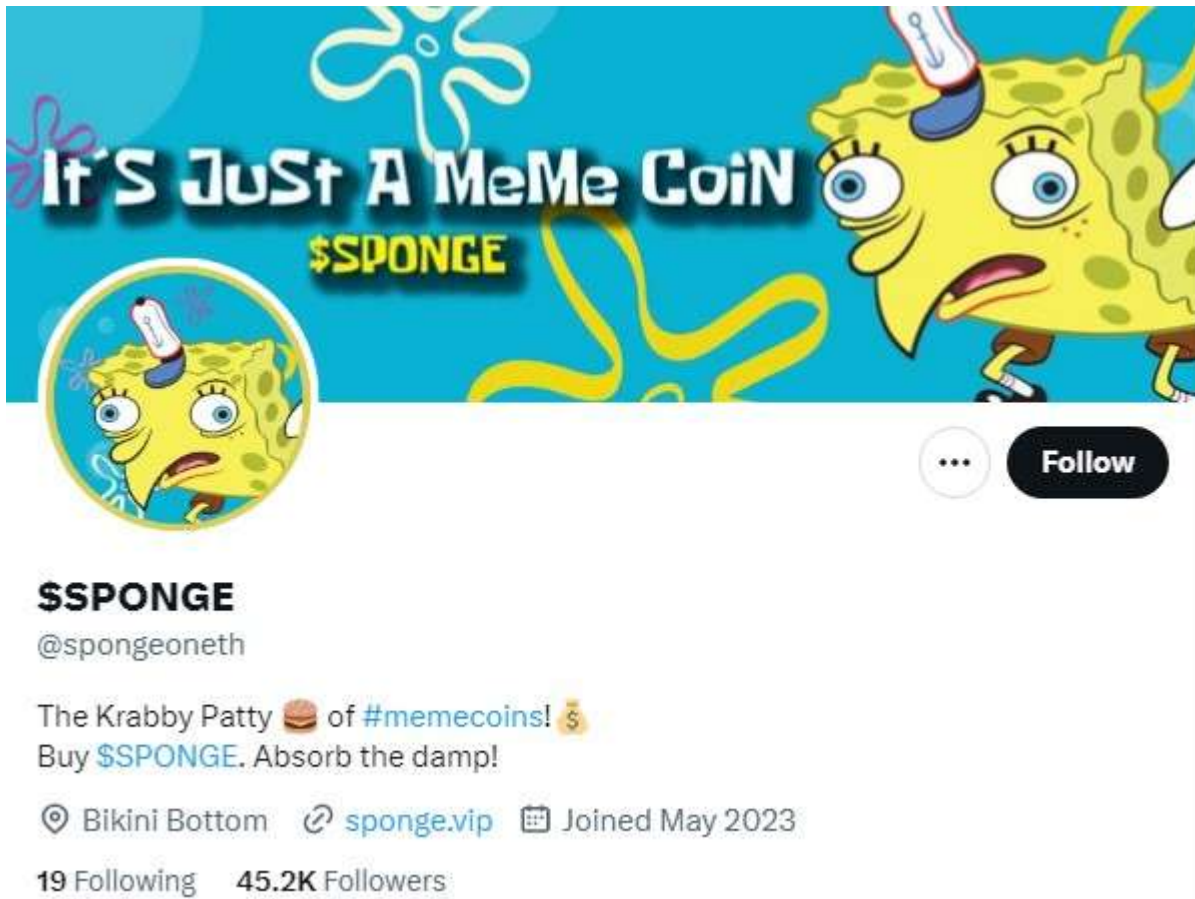 It'S JuSt A MeMe CoiN
$SPONGE
Follow
$SPONGE
@spongeoneth
The Krabby Patty 🍔 of #memecoins!💰
Buy $SPONGE. Absorb the damp!
Bikini Bottom sponge.vip Joined May 2023
19 Following 45.2K Followers